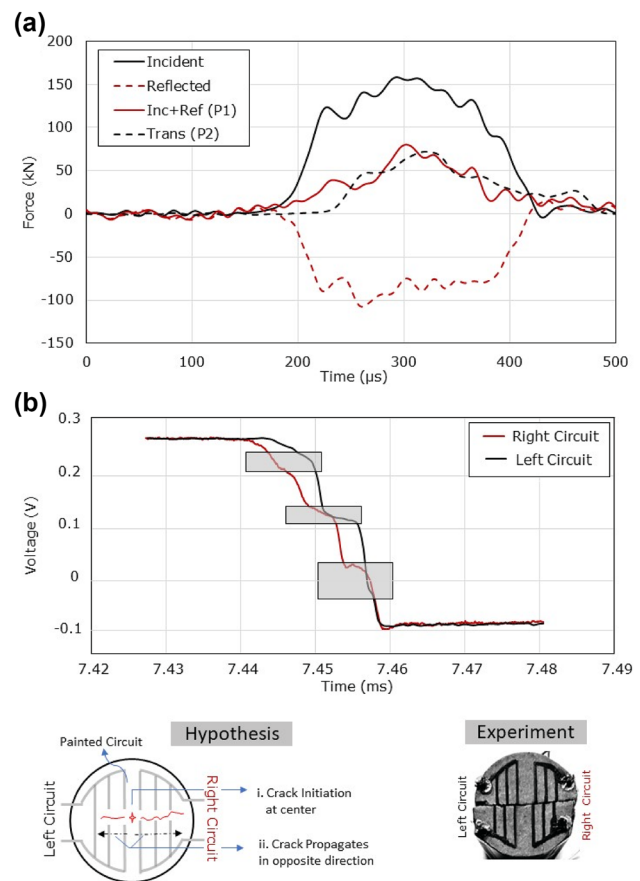 (a)
200
150
100
50
0
-50
-100
-150
Force (kN)
Incident
Reflected
Inc+Ref (P1)
Trans (P2)
0
100
200
300
400
500
Time (µs)
(b)
0.3
0.2
0.1
0
-0.1
Voltage (V)
Right Circuit
Left Circuit
7.42
7.43
7.44
7.45
7.46
7.47
7.48
7.49
Time (ms)
Hypothesis
Painted Circuit
Left Circuit
Right Circuit
i. Crack Initiation
at center
ii. Crack Propagates
in opposite direction
Experiment
Left Circuit
Right Circuit